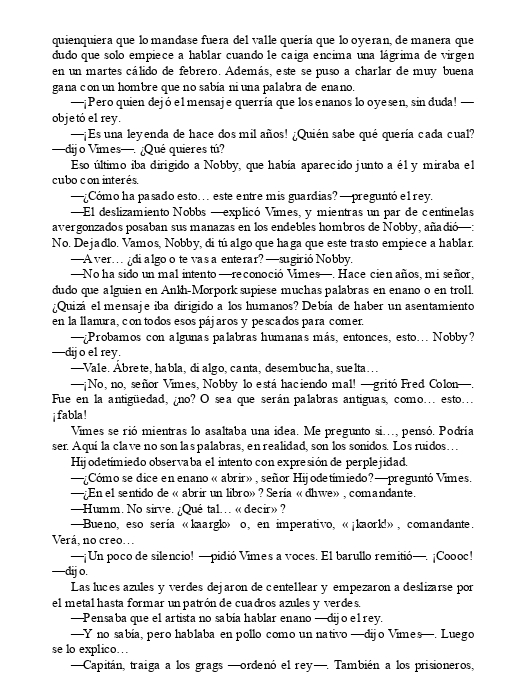 quienquiera que lo mandase fuera del valle quería que lo oyeran, de manera que
dudo que solo empiece a hablar cuando le caiga encima una lágrima de virgen
en un martes cálido de febrero. Además, este se puso a charlar de muy buena
gana con un hombre que no sabía ni una palabra de enano.
—¡Pero quien dejó el mensaje querría que los enanos lo oyesen, sin duda! —
objetó el rey.
—¡Es una leyenda de hace dos mil años! ¿Quién sabe qué quería cada cual?
—dijo Vimes—. ¿Qué quieres tú?
Eso último iba dirigido a Nobby, que había aparecido junto a él y miraba el
cubo con interés.
—¿Cómo ha pasado esto… este entre mis guardias? —preguntó el rey.
—El deslizamiento Nobbs —explicó Vimes, y mientras un par de centinelas
avergonzados posaban sus manazas en los endebles hombros de Nobby, añadió—:
No. Dejadlo. Vamos, Nobby, di tú algo que haga que este trasto empiece a hablar.
—A ver… ¿di algo o te vas a enterar? —sugirió Nobby.
—No ha sido un mal intento —reconoció Vimes—. Hace cien años, mi señor,
dudo que alguien en Ankh-Morpork supiese muchas palabras en enano o en troll.
¿Quizá el mensaje iba dirigido a los humanos? Debía de haber un asentamiento
en la llanura, con todos esos pájaros y pescados para comer.
—¿Probamos con algunas palabras humanas más, entonces, esto… Nobby?
—dijo el rey.
—Vale. Ábrete, habla, di algo, canta, desembucha, suelta…
—¡No, no, señor Vimes, Nobby lo está haciendo mal! —gritó Fred Colon—.
Fue en la antigüedad, ¿no? O sea que serán palabras antiguas, como… esto…
¡fabla!
Vimes se rió mientras lo asaltaba una idea. Me pregunto si…, pensó. Podría
ser. Aquí la clave no son las palabras, en realidad, son los sonidos. Los ruidos…
Hijodetimiedo observaba el intento con expresión de perplejidad.
—¿Cómo se dice en enano « abrir» , señor Hijodetimiedo? —preguntó Vimes.
—¿En el sentido de « abrir un libro» ? Sería « dhwe» , comandante.
—Humm. No sirve. ¿Qué tal… « decir» ?
—Bueno, eso sería « kaargk» o, en imperativo, « ¡kaork!» , comandante.
Verá, no creo…
—¡Un poco de silencio! —pidió Vimes a voces. El barullo remitió—. ¡Coooc!
—dijo.
Las luces azules y verdes dejaron de centellear y empezaron a deslizarse por
el metal hasta formar un patrón de cuadros azules y verdes.
—Pensaba que el artista no sabía hablar enano —dijo el rey.
—Y no sabía, pero hablaba en pollo como un nativo —dijo Vimes—. Luego
se lo explico…
—Capitán, traiga a los grags —ordenó el rey—. También a los prisioneros,